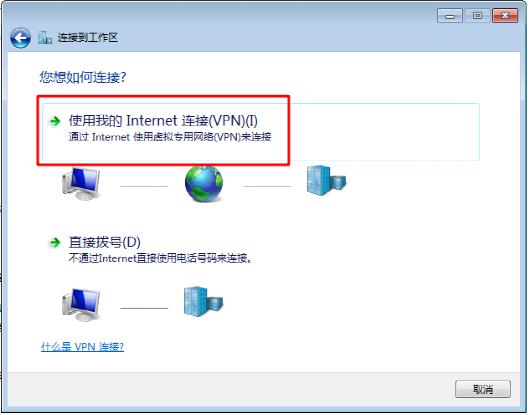 连接到工作区
您想如何连接?
使用我的 Internet 连接(VPN)(I)
通过 Internet 使用虚拟专用网络(VPN)来连接
直接拨号(D)
不通过Internet直接使用电话号码来连接。
什么是 VPN 连接?
取消